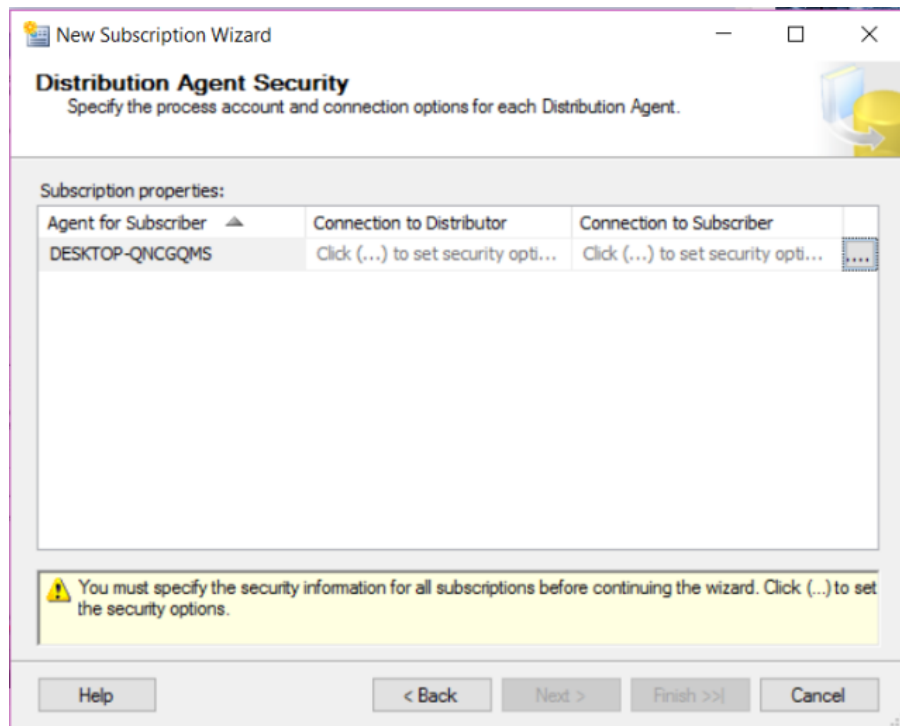 New Subscription Wizard
Distribution Agent Security
Specify the process account and connection options for each Distribution Agent.
Subscription properties:
Agent for Subscriber Connection to Distributor Connection to Subscriber
DESKTOP-QNCGQMS Click (...) to set security opti... Click (...) to set security opti... ....
You must specify the security information for all subscriptions before continuing the wizard. Click (...) to set
the security options.
Help < Back Next > Finish >>| Cancel